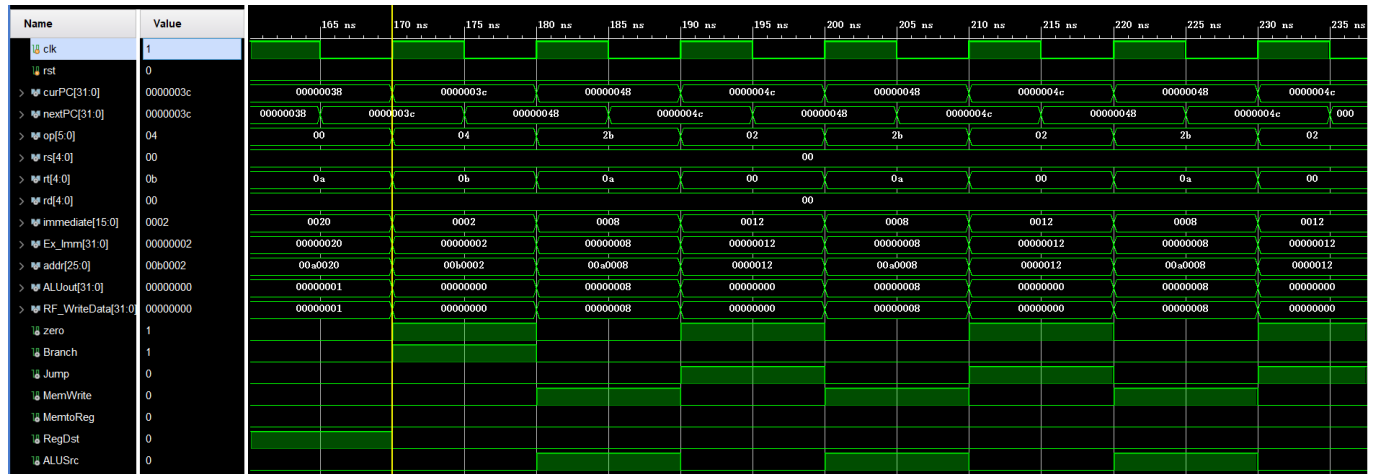 Name Value 165 ns 170 ns 175 ns 180 ns 185 ns 190 ns 195 ns 200 ns 205 ns 210 ns 215 ns 220 ns 225 ns 230 ns 235 ns
clk 1
rst 0
curPC[31:0] 0000003c 00000038 0000003c 00000048 0000004c 00000048 0000004c 00000048 0000004c
nextPC[31:0] 0000003c 00000038 0000003c 00000048 0000004c 00000048 0000004c 00000048 0000004c 000
op[5:0] 04 00 04 2b 02 2b 02 2b 02
rs[4:0] 00 00
rt[4:0] 0b 0a 0b 0a 00 0a 00 0a 00
rd[4:0] 00 00
immediate[15:0] 0002 0020 0002 0008 0012 0008 0012 0008 0012
Ex_Imm[31:0] 00000002 00000020 00000002 00000008 00000012 00000008 00000012 00000008 00000012
addr[25:0] 00b0002 00a0020 00b0002 00a0008 0000012 00a0008 0000012 00a0008 0000012
ALUout[31:0] 00000000 00000001 00000000 00000008 00000000 00000008 00000000 00000008 00000000
RF_WriteData[31:0] 00000000 00000001 00000000 00000008 00000000 00000008 00000000 00000008 00000000
zero 1
Branch 1
Jump 0
MemWrite 0
MemtoReg 0
RegDst 0
ALUSrc 0